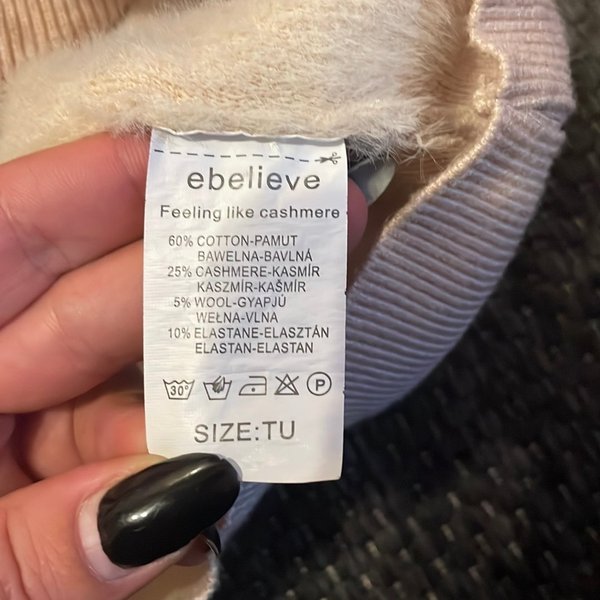 ebelieve
Feeling like cashmere
60% COTTON-PAMUT
BAWELNA-BAVLNÁ
25% CASHMERE-KASMÍR
KASZMÍR-KAŠMÍR
5% WOOL-GYAPJÚ
WEŁNA-VLNA
10% ELASTANE-ELASZTÁN
ELASTAN-ELASTAN
30° P
SIZE:TU